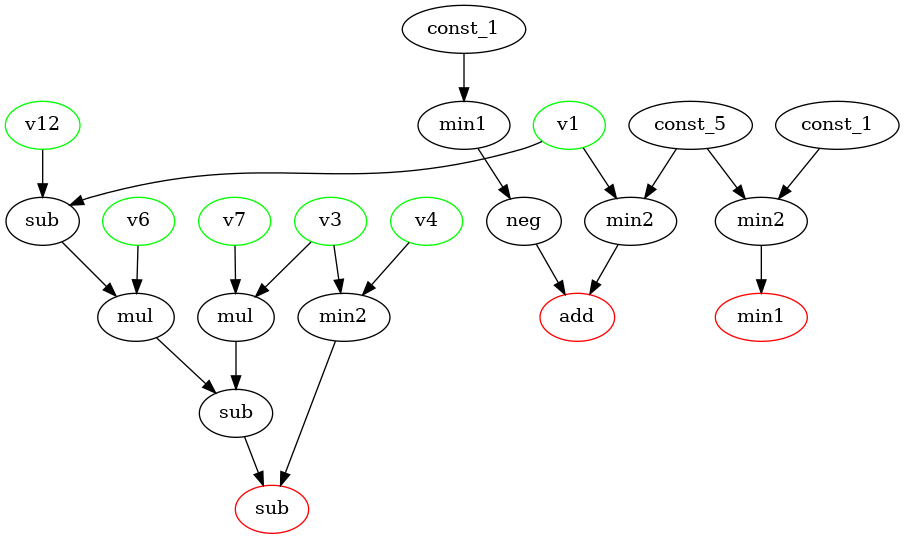 const_1
v12
min1
v1
const_5
const_1
sub
v6
v7
v3
v4
neg
min2
min2
mul
mul
min2
add
min1
sub
sub